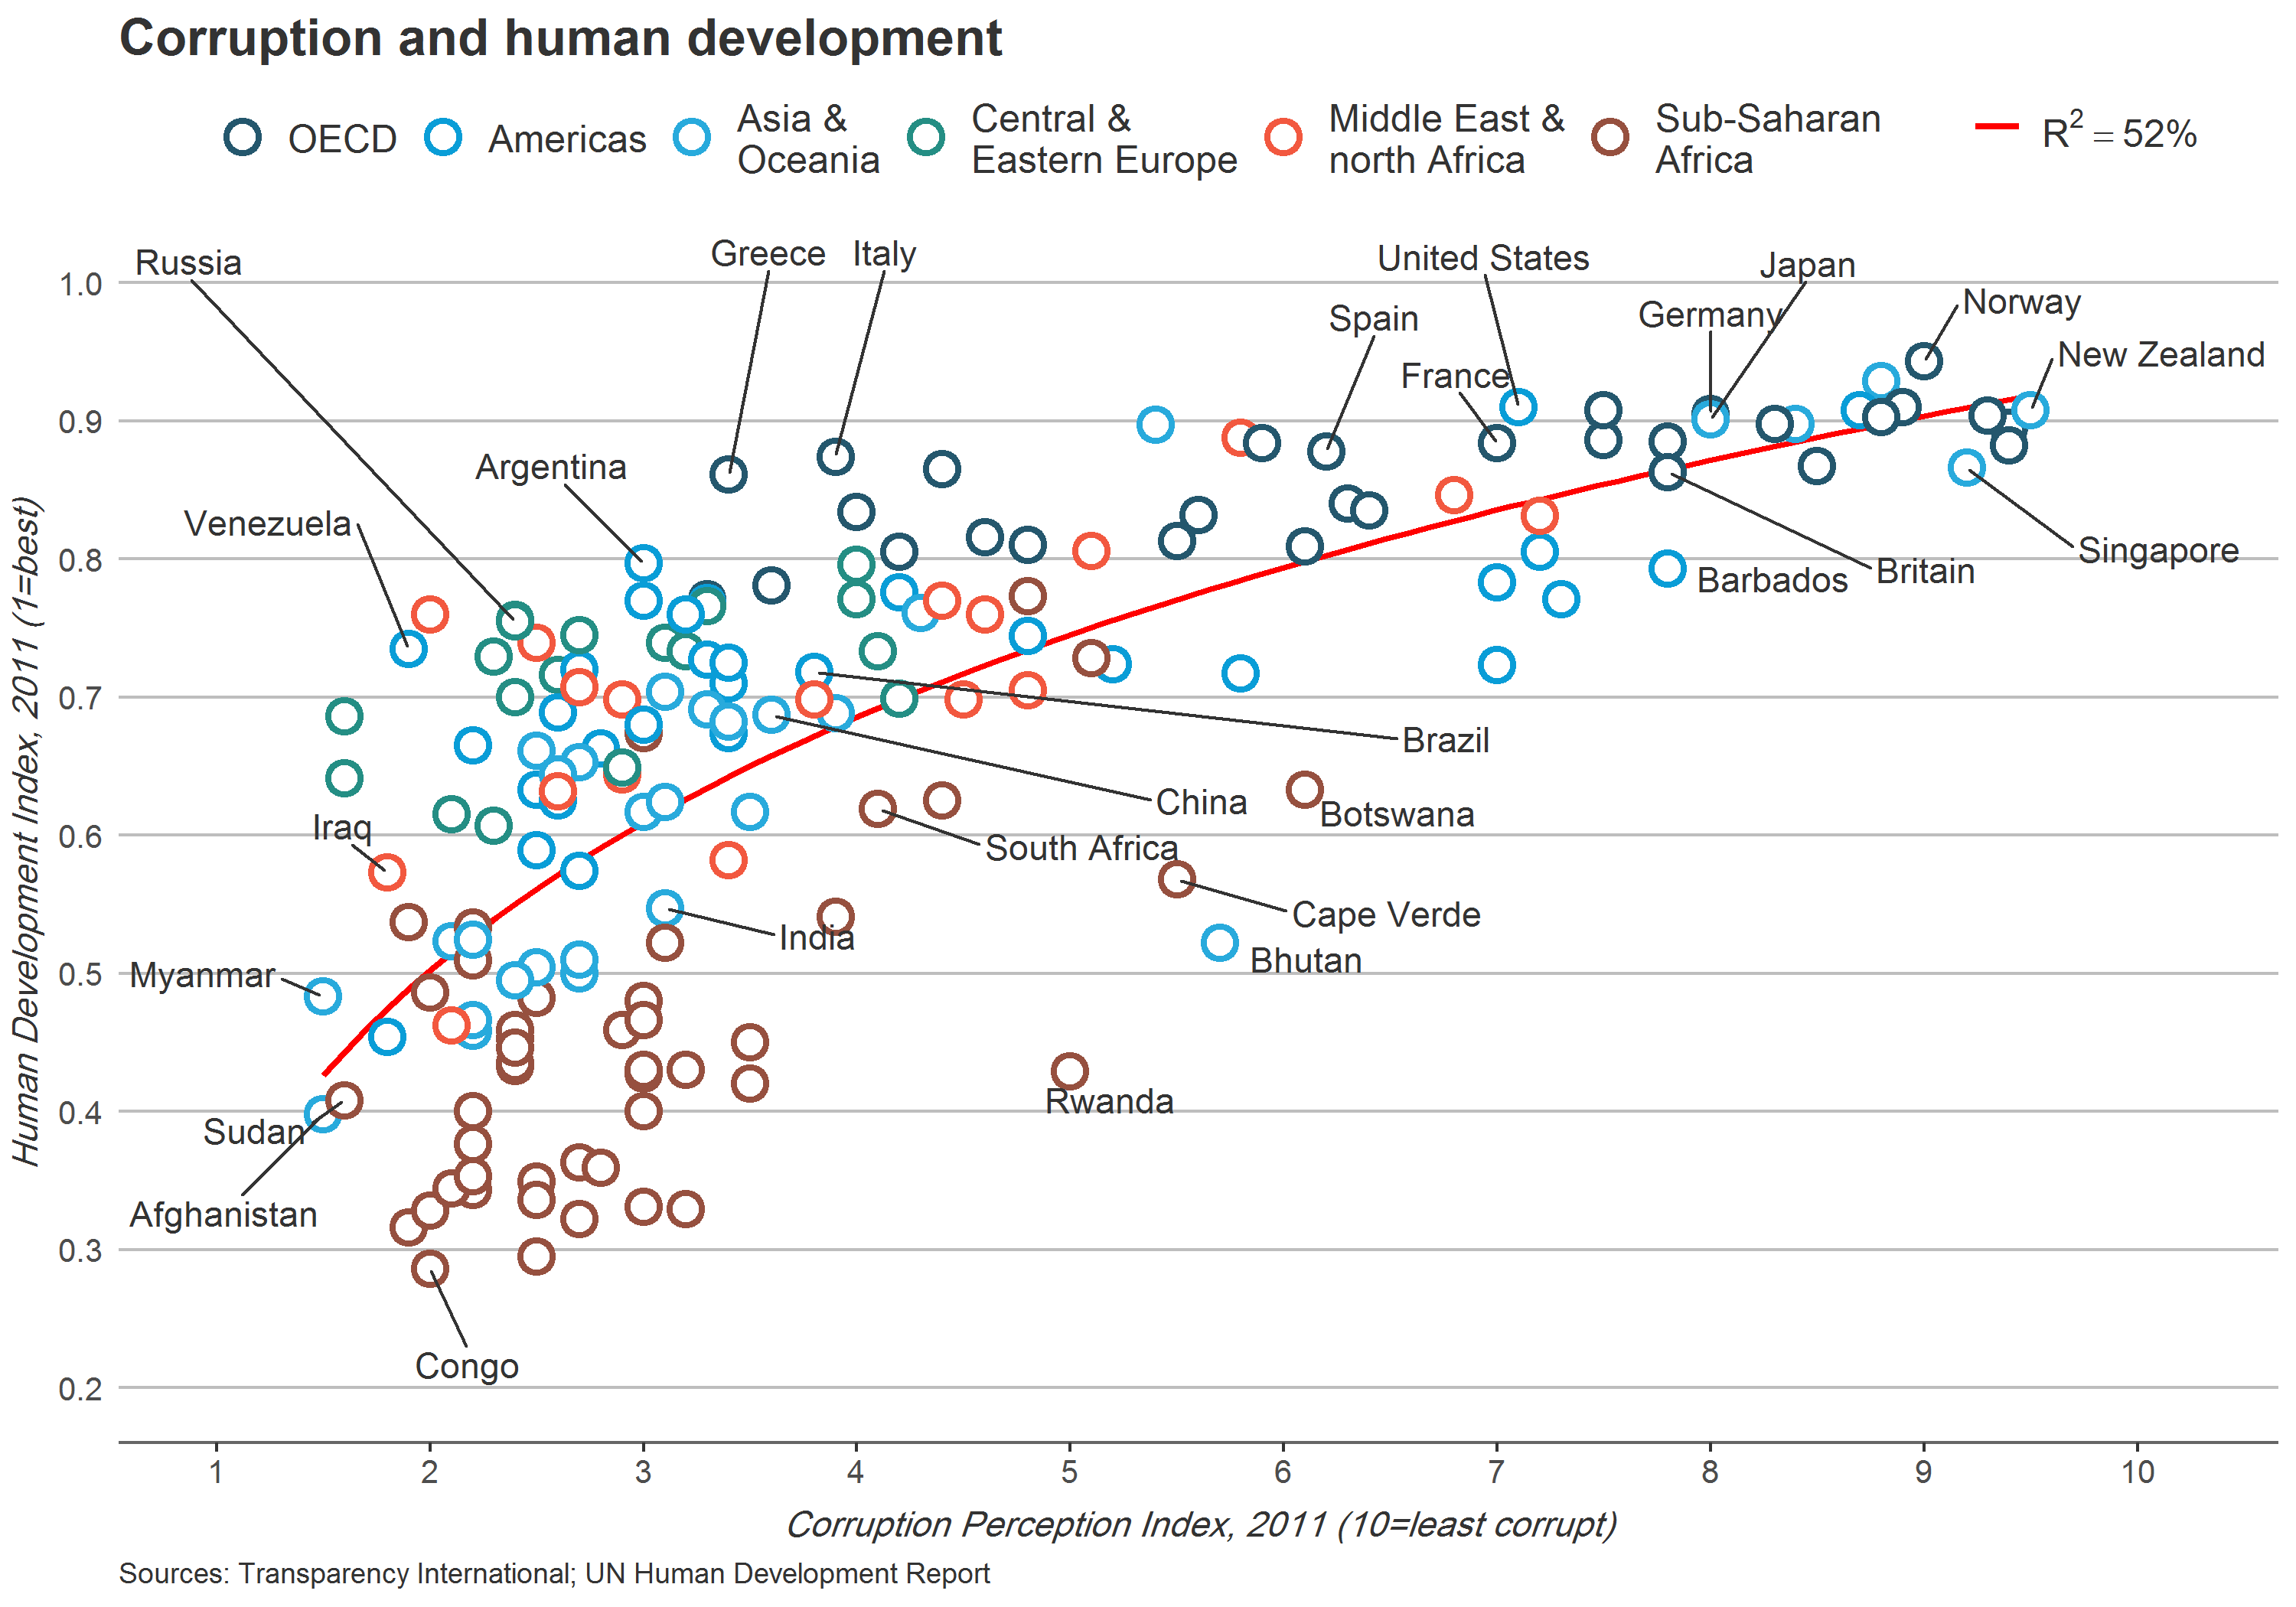 Corruption and human development
OECD
Americas
Asia &
Oceania
Central &
Eastern Europe
Middle East &
north Africa
Sub-Saharan
Africa
R² = 52%
Russia
Greece
Italy
United States
Japan
Norway
Germany
Spain
New Zealand
France
Argentina
Venezuela
Singapore
Britain
Barbados
Brazil
China
Botswana
Iraq
South Africa
Cape Verde
India
Bhutan
Myanmar
Rwanda
Sudan
Afghanistan
Congo
1.0
0.9
0.8
0.7
0.6
0.5
0.4
0.3
0.2
Human Development Index, 2011 (1=best)
1 2 3 4 5 6 7 8 9 10
Corruption Perception Index, 2011 (10=least corrupt)
Sources: Transparency International; UN Human Development Report